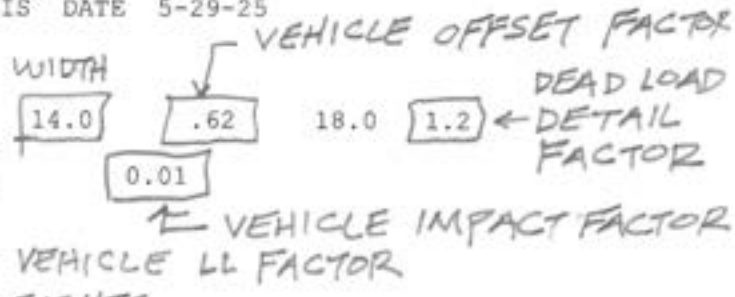 IS DATE 5-29-25
VEHICLE OFFSET FACTOR
WIDTH
DEAD LOAD
14.0 .62 18.0 1.2 ← DETAIL
FACTOR
0.01
VEHICLE IMPACT FACTOR
VEHICLE LL FACTOR